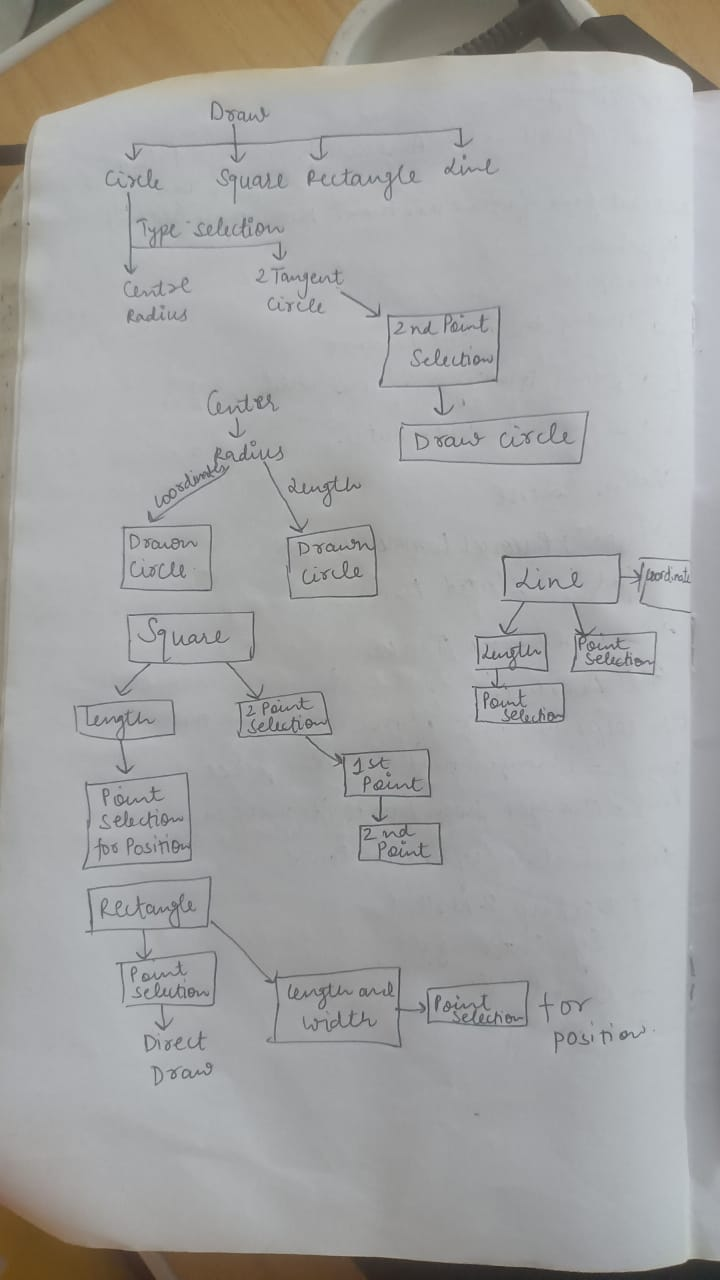 Draw
Circle Square Rectangle Line
Type selection
Centre
Radius
2 Tangent
Circle
2nd Point
Selection
Draw Circle
Center
Radius
coordinates
Length
Drawn
Circle
Drawn
Circle
Line
coordinate
Length
Point
Selection
Point
Selection
Square
Length
2 Point
Selection
1st
Point
2nd
Point
Point
Selection
for Position
Rectangle
Point
selection
Direct
Draw
Length and
width
Point
Selection
for
position.